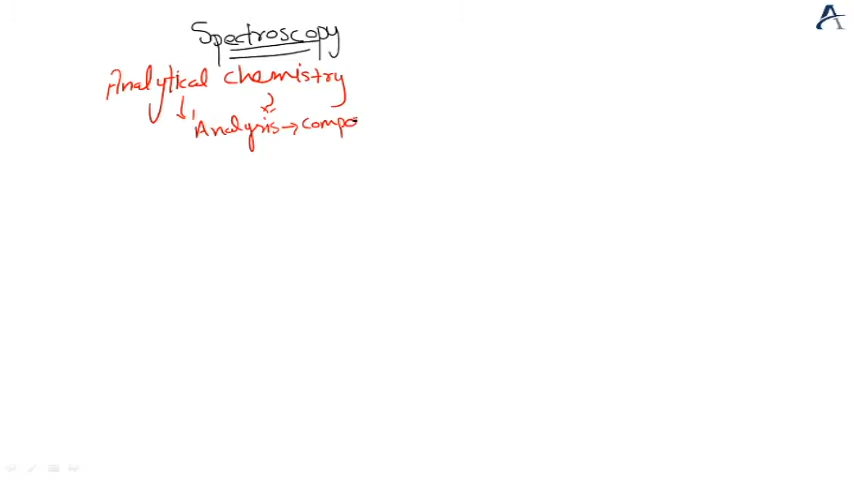 Spectroscopy
Analytical chemistry
Analysis → compo